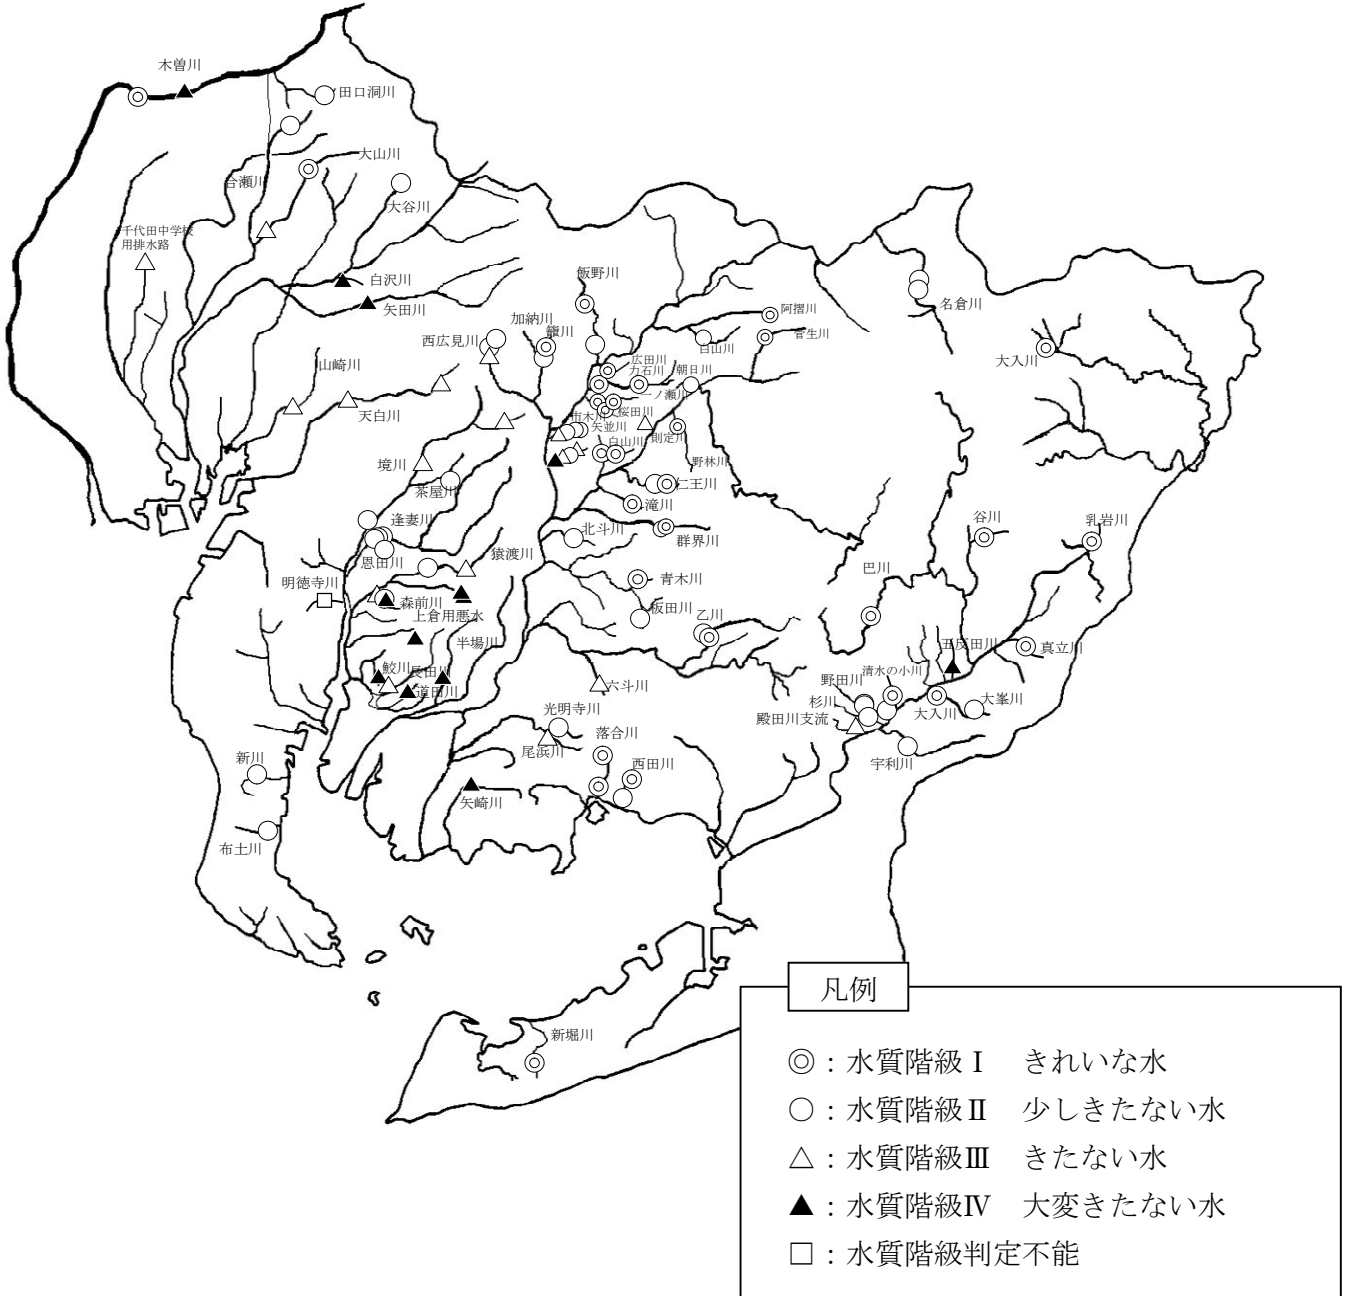 木曽川
田口洞川
大山川
合瀬川
大谷川
千代田中学校
用排水路
白沢川
矢田川
飯野川
加納川
籠川
西広見川
阿摺川
菅生川
白山川
名倉川
大入川
山崎川
天白川
広田川
力石川
朝日川
一ノ瀬川
桜田川
市木川
矢並川
白山川
則定川
野林川
境川
茶屋川
仁王川
滝川
逢妻川
北斗川
群界川
谷川
乳岩川
恩田川
猿渡川
明徳寺川
森前川
上倉用悪水
青木川
巴川
板田川
乙川
半場川
五反田川
真立川
鮫川
長田川
道田川
六斗川
清水の小川
野田川
杉川
殿田川支流
大入川
大峯川
光明寺川
尾浜川
落合川
西田川
宇利川
新川
矢崎川
布土川
新堀川
凡例
◎：水質階級Ⅰ　きれいな水
○：水質階級Ⅱ　少しきたない水
△：水質階級Ⅲ　きたない水
▲：水質階級Ⅳ　大変きたない水
□：水質階級判定不能